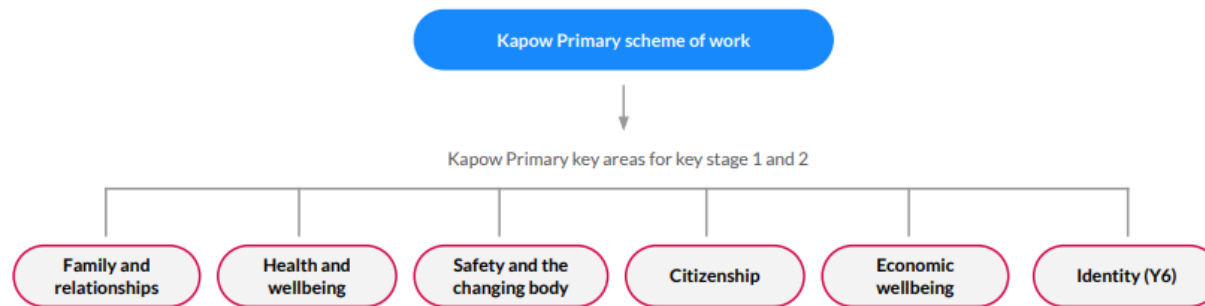 Kapow Primary scheme of work
Kapow Primary key areas for key stage 1 and 2
Family and
relationships
Health and
wellbeing
Safety and the
changing body
Citizenship
Economic
wellbeing
Identity (Y6)